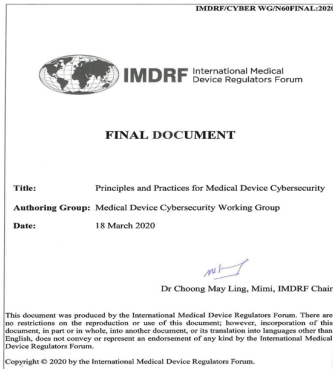 IMDRF/CYBER WG/N60FINAL:2020
IMDRF International Medical
Device Regulators Forum
FINAL DOCUMENT
Title: Principles and Practices for Medical Device Cybersecurity
Authoring Group: Medical Device Cybersecurity Working Group
Date: 18 March 2020
Dr Choong May Ling, Mimi, IMDRF Chair
This document was produced by the International Medical Device Regulators Forum. There are
no restrictions on the reproduction or use of this document; however, incorporation of this
document, in part or in whole, into another document, or its translation into languages other than
English, does not convey or represent an endorsement of any kind by the International Medical
Device Regulators Forum.
Copyright © 2020 by the International Medical Device Regulators Forum.